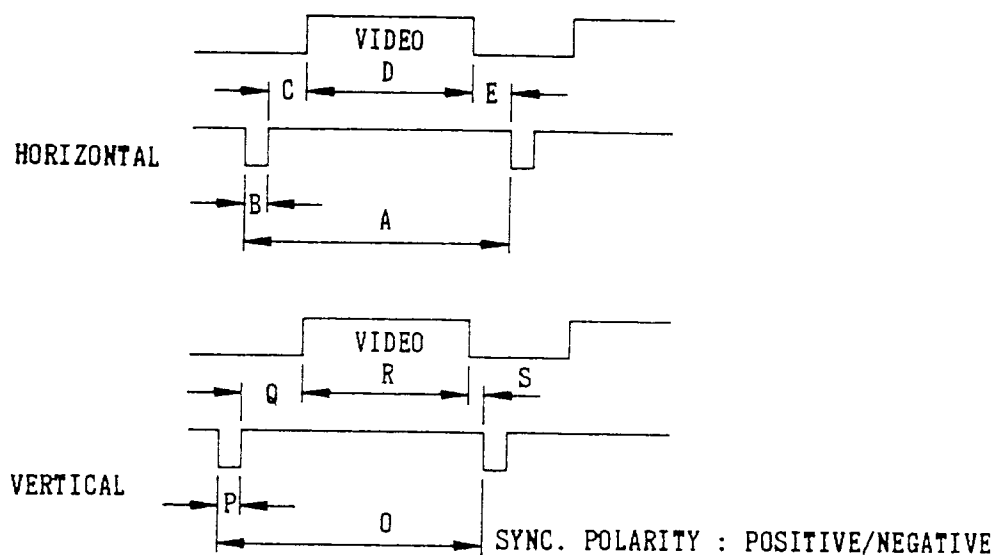 VIDEO
D
C
E
HORIZONTAL
B
A
VIDEO
R
S
Q
VERTICAL
P
O
SYNC. POLARITY : POSITIVE/NEGATIVE